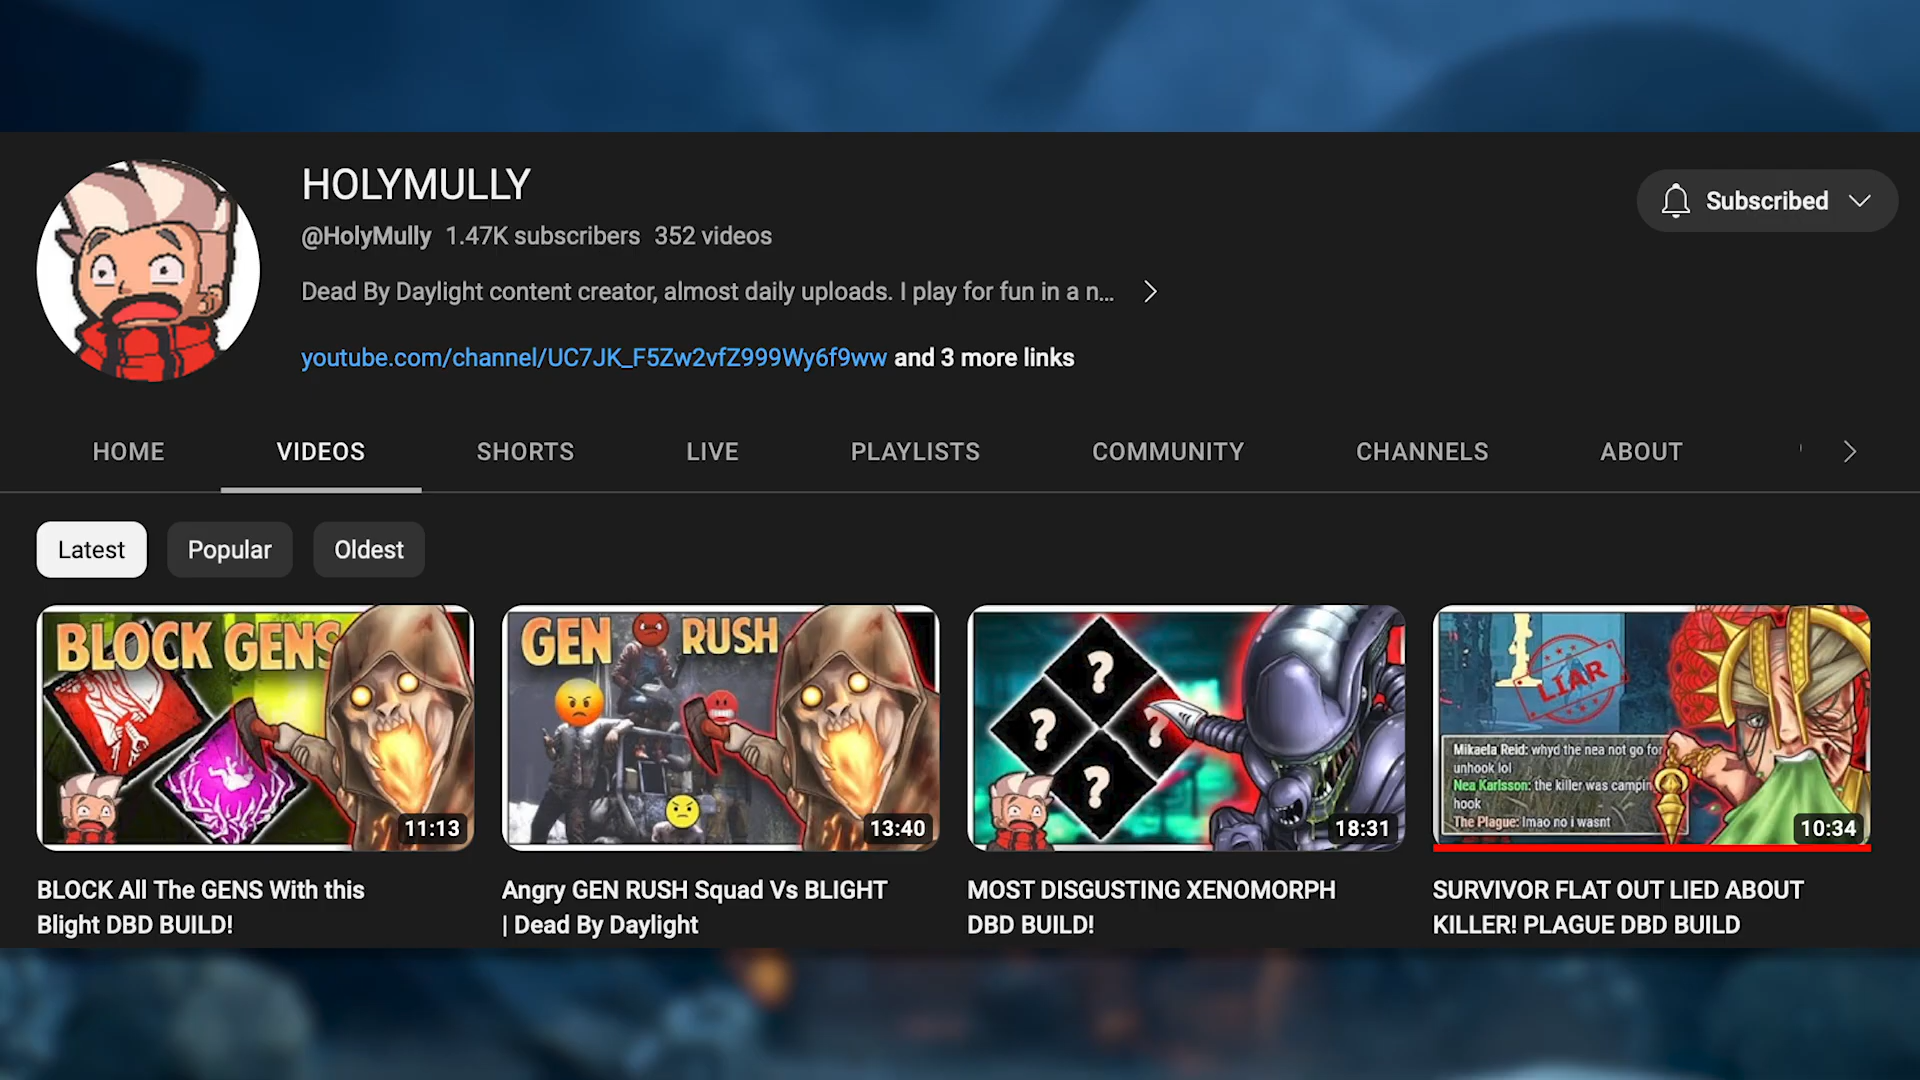 HOLYMULLY
@HolyMully 1.47K subscribers 352 videos
Dead By Daylight content creator, almost daily uploads. I play for fun in a n...
youtube.com/channel/UC7JK_F5Zw2vfZ999Wy6f9ww and 3 more links
Subscribed
HOME VIDEOS SHORTS LIVE PLAYLISTS COMMUNITY CHANNELS ABOUT
Latest Popular Oldest
BLOCK GENS
11:13
GEN RUSH
13:40
? ? ? ?
18:31
LIAR
Mikaela Reid: whyd the nea not go for
unhook lol
Nea Karlsson: the killer was campin
hook
The Plague: lmao no i wasnt
10:34
BLOCK All The GENS With this
Blight DBD BUILD!
Angry GEN RUSH Squad Vs BLIGHT
| Dead By Daylight
MOST DISGUSTING XENOMORPH
DBD BUILD!
SURVIVOR FLAT OUT LIED ABOUT
KILLER! PLAGUE DBD BUILD